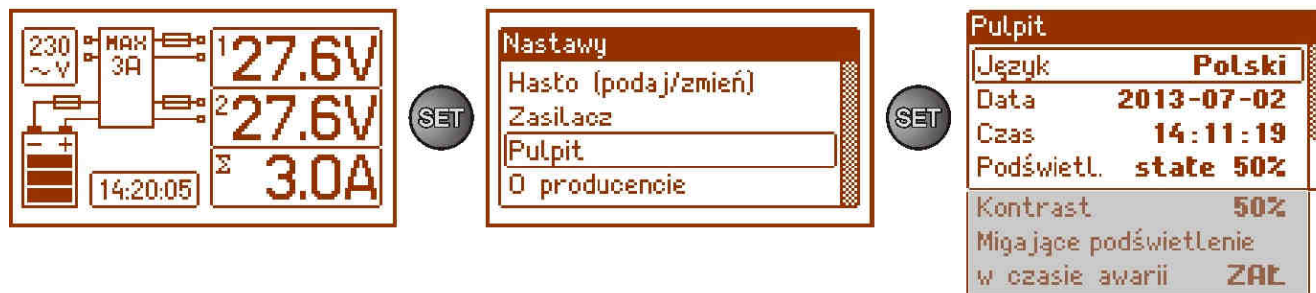 230
~V
MAX
3A
1 27.6V
2 27.6V
- +
14:20:05
Σ 3.0A
SET
Nastawy
Hasło (podaj/zmień)
Zasilacz
Pulpit
O producencie
SET
Pulpit
Język Polski
Data 2013-07-02
Czas 14:11:19
Podświetl. stałe 50%
Kontrast 50%
Migające podświetlenie
w czasie awarii ZAŁ